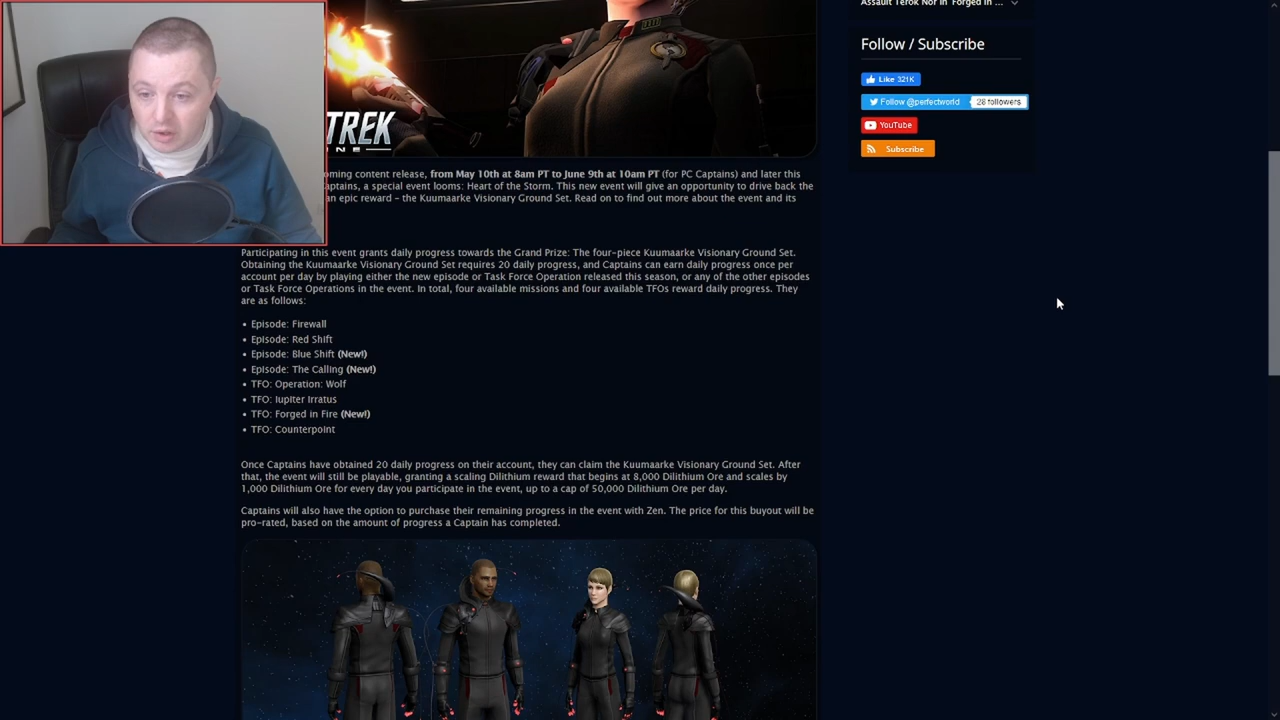 Assault Terok Nor in 'Forged in ...
Follow / Subscribe
Like 321K
Follow @perfectworld 28 followers
YouTube
Subscribe
TREK
coming content release, from May 10th at 8am PT to June 9th at 10am PT (for PC Captains) and later this
Captains, a special event looms: Heart of the Storm. This new event will give an opportunity to drive back the
an epic reward – the Kuumaarke Visionary Ground Set. Read on to find out more about the event and its
Participating in this event grants daily progress towards the Grand Prize: The four-piece Kuumaarke Visionary Ground Set.
Obtaining the Kuumaarke Visionary Ground Set requires 20 daily progress, and Captains can earn daily progress once per
account per day by playing either the new episode or Task Force Operation released this season, or any of the other episodes
or Task Force Operations in the event. In total, four available missions and four available TFOs reward daily progress. They
are as follows:
• Episode: Firewall
• Episode: Red Shift
• Episode: Blue Shift (New!)
• Episode: The Calling (New!)
• TFO: Operation: Wolf
• TFO: Iupiter Irratus
• TFO: Forged in Fire (New!)
• TFO: Counterpoint
Once Captains have obtained 20 daily progress on their account, they can claim the Kuumaarke Visionary Ground Set. After
that, the event will still be playable, granting a scaling Dilithium reward that begins at 8,000 Dilithium Ore and scales by
1,000 Dilithium Ore for every day you participate in the event, up to a cap of 50,000 Dilithium Ore per day.
Captains will also have the option to purchase their remaining progress in the event with Zen. The price for this buyout will be
pro-rated, based on the amount of progress a Captain has completed.